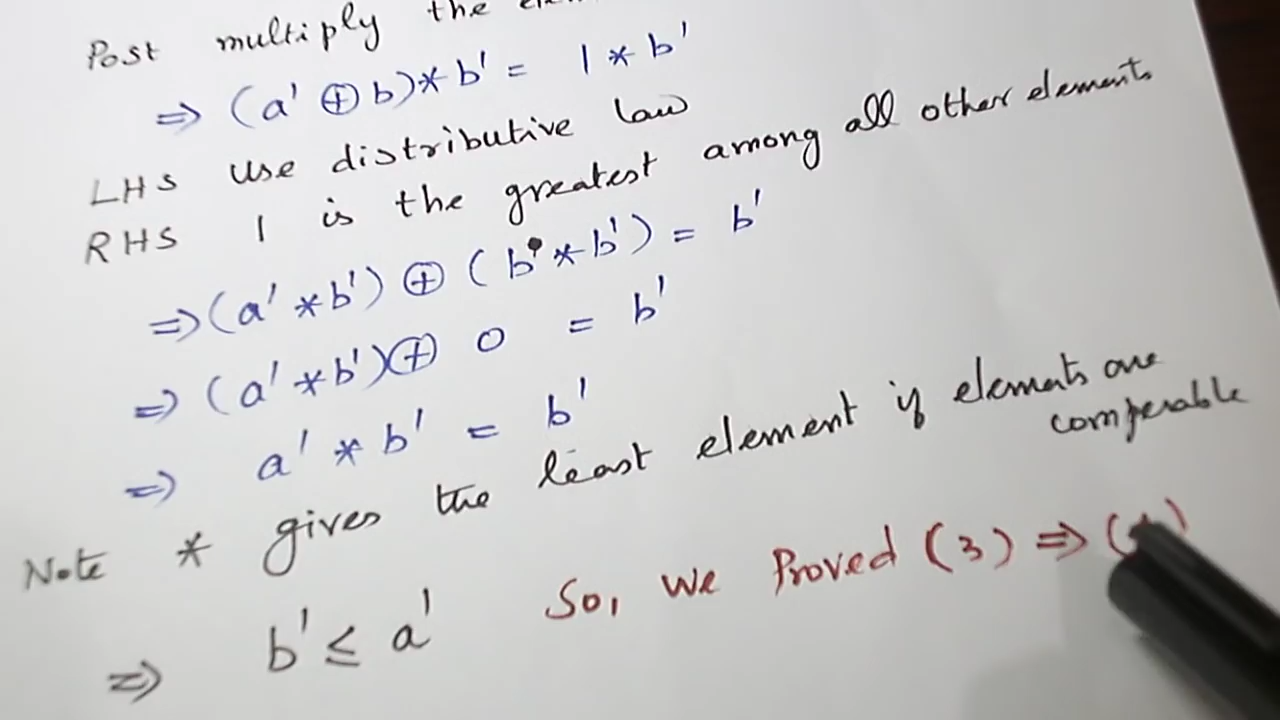 Post multiply the
⇒ (a' ⊕ b) * b' = 1 * b'
LHS use distributive law
RHS 1 is the greatest among all other elements
⇒ (a' * b') ⊕ (b * b') = b'
⇒ (a' * b') ⊕ 0 = b'
⇒ a' * b' = b'
Note * gives the least element if elements are comperable
⇒ b' ≤ a'
So, we Proved (3) ⇒